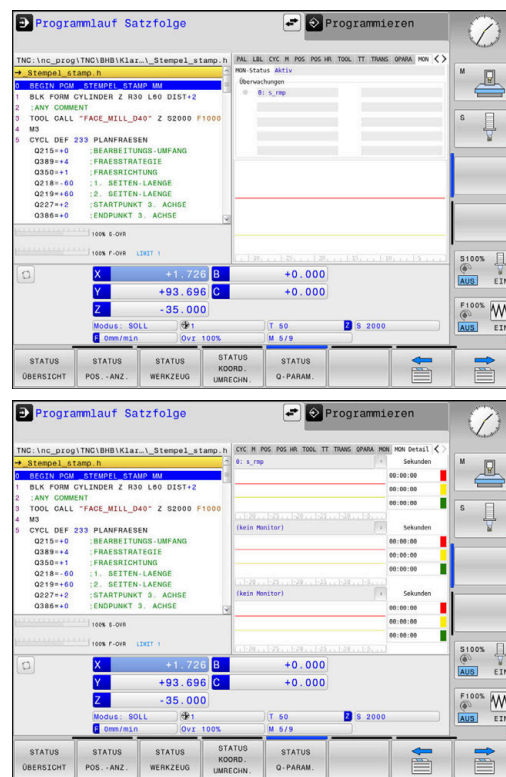 Programmlauf Satzfolge
Programmieren
TNC:\nc_prog\TNC\BHB\Klar…\_Stempel_stamp.h
→_Stempel_stamp.h
0 BEGIN PGM _STEMPEL_STAMP MM
1 BLK FORM CYLINDER Z R30 L60 DIST+2
2 ;ANY COMMENT
3 TOOL CALL "FACE_MILL_D40" Z S2000 F1000
4 M3
5 CYCL DEF 233 PLANFRAESEN
Q215=+0 ;BEARBEITUNGS-UMFANG
Q389=+4 ;FRAESSTRATEGIE
Q350=+1 ;FRAESRICHTUNG
Q218=-60 ;1. SEITEN-LAENGE
Q219=+60 ;2. SEITEN-LAENGE
Q227=+2 ;STARTPUNKT 3. ACHSE
Q386=+0 ;ENDPUNKT 3. ACHSE
PAL LBL CYC M POS POS HR TOOL TT TRANS QPARA MON
MON-Status Aktiv
Überwachungen
0: s_rmp
100% S-OVR
100% F-OVR LIMIT 1
X +1.726 B +0.000
Y +93.696 C +0.000
Z -35.000
Modus: SOLL 1 T 50 Z S 2000
F 0mm/min Ovr 100% M 5/9
M
S
S100%
AUS EIN
F100%
AUS EIN
STATUS ÜBERSICHT
STATUS POS.-ANZ.
STATUS WERKZEUG
STATUS KOORD. UMRECHN.
STATUS Q-PARAM.
Programmlauf Satzfolge
Programmieren
TNC:\nc_prog\TNC\BHB\Klar…\_Stempel_stamp.h
→_Stempel_stamp.h
0 BEGIN PGM _STEMPEL_STAMP MM
1 BLK FORM CYLINDER Z R30 L60 DIST+2
2 ;ANY COMMENT
3 TOOL CALL "FACE_MILL_D40" Z S2000 F1000
4 M3
5 CYCL DEF 233 PLANFRAESEN
Q215=+0 ;BEARBEITUNGS-UMFANG
Q389=+4 ;FRAESSTRATEGIE
Q350=+1 ;FRAESRICHTUNG
Q218=-60 ;1. SEITEN-LAENGE
Q219=+60 ;2. SEITEN-LAENGE
Q227=+2 ;STARTPUNKT 3. ACHSE
Q386=+0 ;ENDPUNKT 3. ACHSE
CYC M POS POS HR TOOL TT TRANS QPARA MON MON Detail
0: s_rmp Sekunden
00:00:00
00:00:00
00:00:00
(kein Monitor) Sekunden
00:00:00
00:00:00
00:00:00
(kein Monitor) Sekunden
00:00:00
00:00:00
00:00:00
100% S-OVR
100% F-OVR LIMIT 1
X +1.726 B +0.000
Y +93.696 C +0.000
Z -35.000
Modus: SOLL 1 T 50 Z S 2000
F 0mm/min Ovr 100% M 5/9
M
S
S100%
AUS EIN
F100%
AUS EIN
STATUS ÜBERSICHT
STATUS POS.-ANZ.
STATUS WERKZEUG
STATUS KOORD. UMRECHN.
STATUS Q-PARAM.